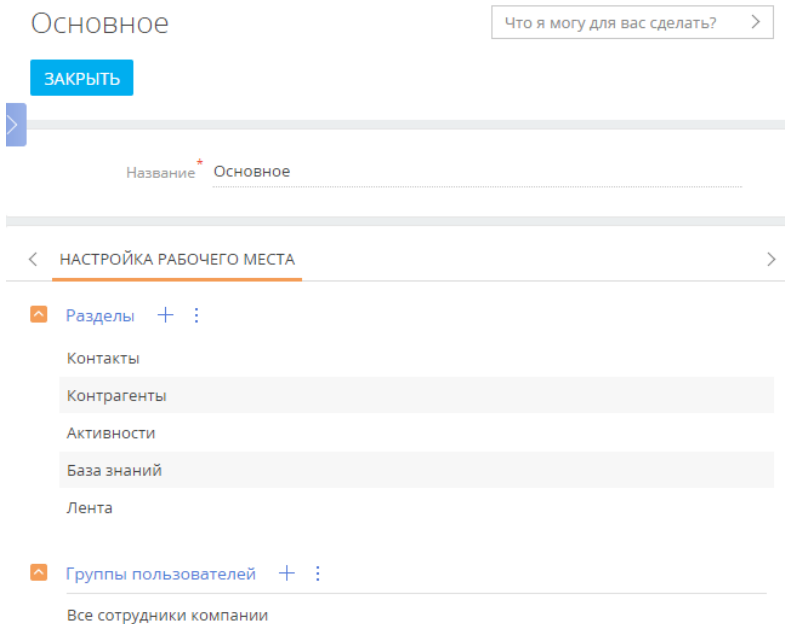 Основное
Что я могу для вас сделать?
ЗАКРЫТЬ
Название* Основное
НАСТРОЙКА РАБОЧЕГО МЕСТА
Разделы
Контакты
Контрагенты
Активности
База знаний
Лента
Группы пользователей
Все сотрудники компании